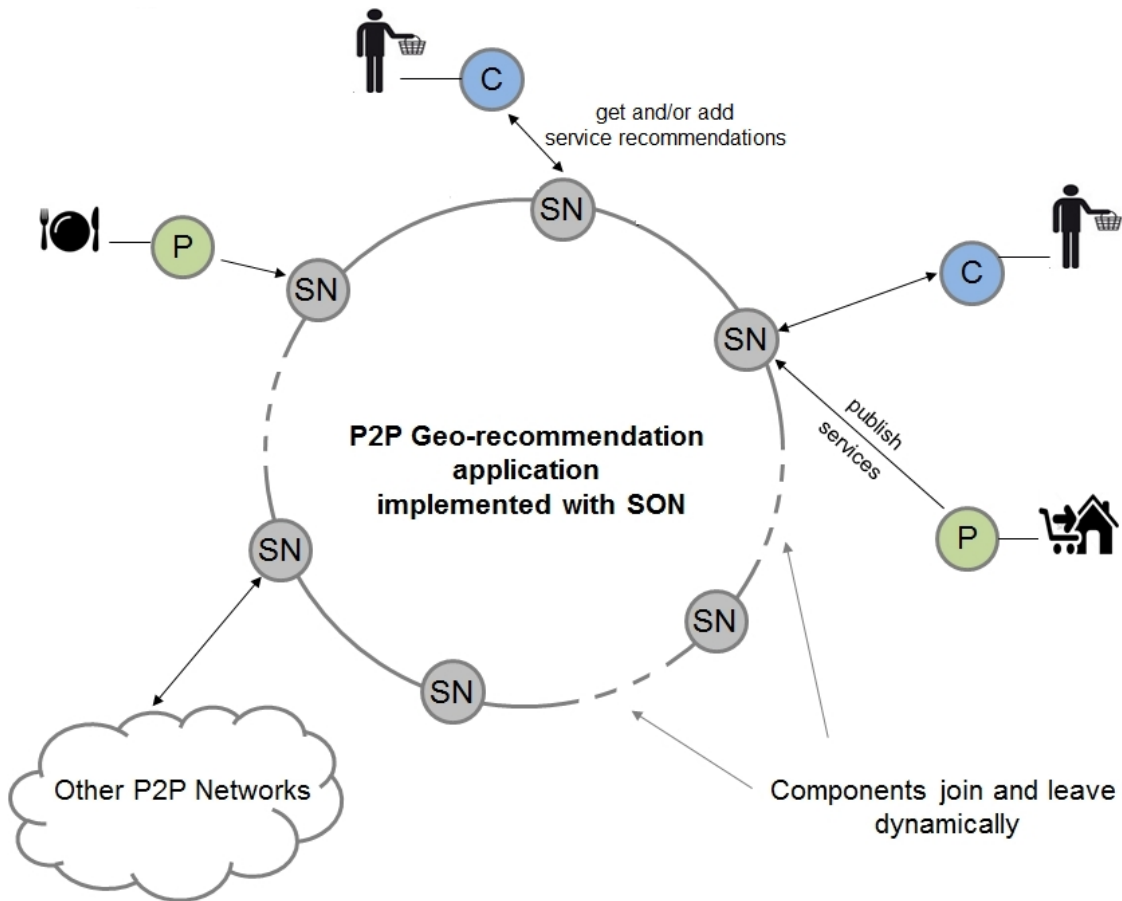 C
get and/or add
service recommendations
SN
P
SN
C
SN
publish
services
P2P Geo-recommendation
application
implemented with SON
P
SN
SN
SN
Other P2P Networks
Components join and leave
dynamically